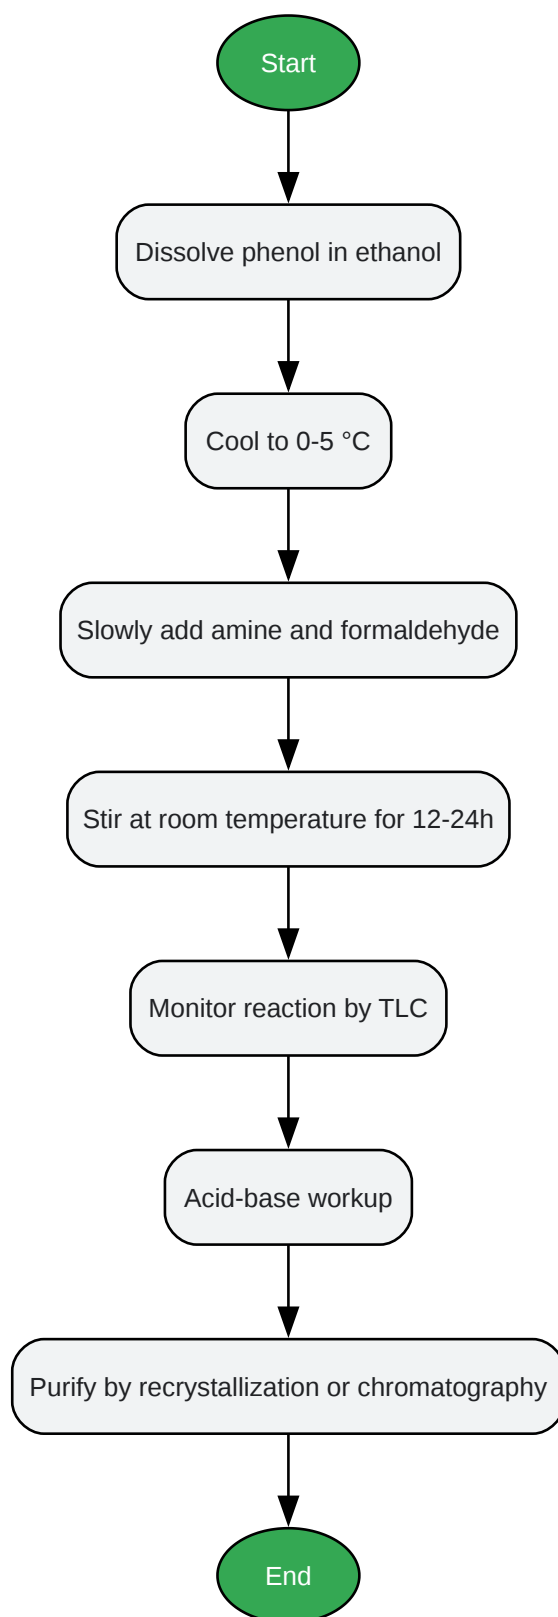 Start
Dissolve phenol in ethanol
Cool to 0-5 °C
Slowly add amine and formaldehyde
Stir at room temperature for 12-24h
Monitor reaction by TLC
Acid-base workup
Purify by recrystallization or chromatography
End